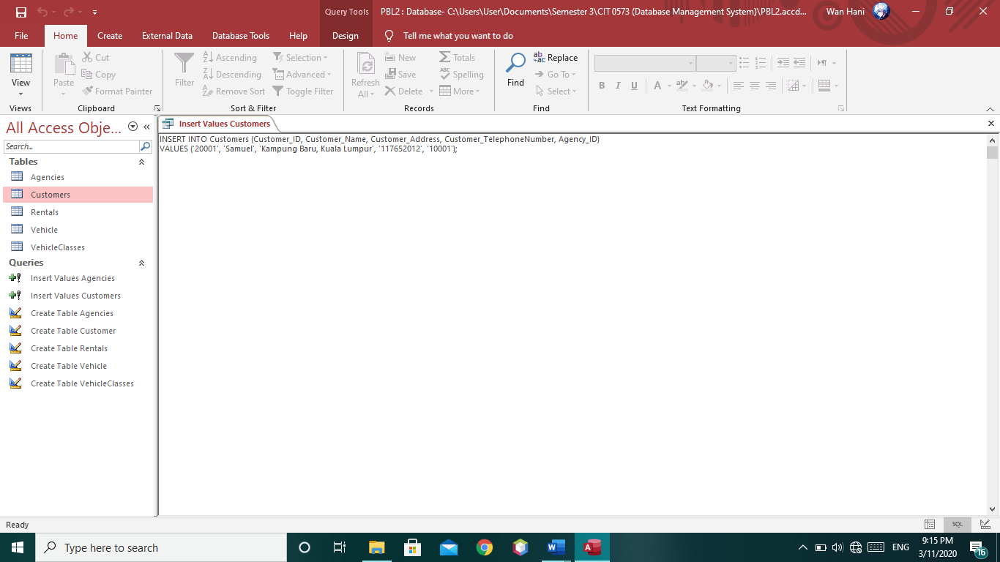 Query Tools
PBL2 : Database- C:\Users\User\Documents\Semester 3\CIT 0573 (Database Management System)\PBL2.accd...
Wan Hani
File
Home
Create
External Data
Database Tools
Help
Design
Tell me what you want to do
View
Views
Paste
Cut
Copy
Format Painter
Clipboard
Filter
Ascending
Descending
Remove Sort
Selection
Advanced
Toggle Filter
Sort & Filter
Refresh
All
New
Save
Delete
Totals
Spelling
More
Records
Find
Replace
Go To
Select
Find
B I U A
Text Formatting
All Access Obje...
Search...
Tables
Agencies
Customers
Rentals
Vehicle
VehicleClasses
Queries
Insert Values Agencies
Insert Values Customers
Create Table Agencies
Create Table Customer
Create Table Rentals
Create Table Vehicle
Create Table VehicleClasses
Insert Values Customers
INSERT INTO Customers (Customer_ID, Customer_Name, Customer_Address, Customer_TelephoneNumber, Agency_ID)
VALUES ('20001', 'Samuel', 'Kampung Baru, Kuala Lumpur', '117652012', '10001');
Ready
SQL
Type here to search
ENG
9:15 PM
3/11/2020
16